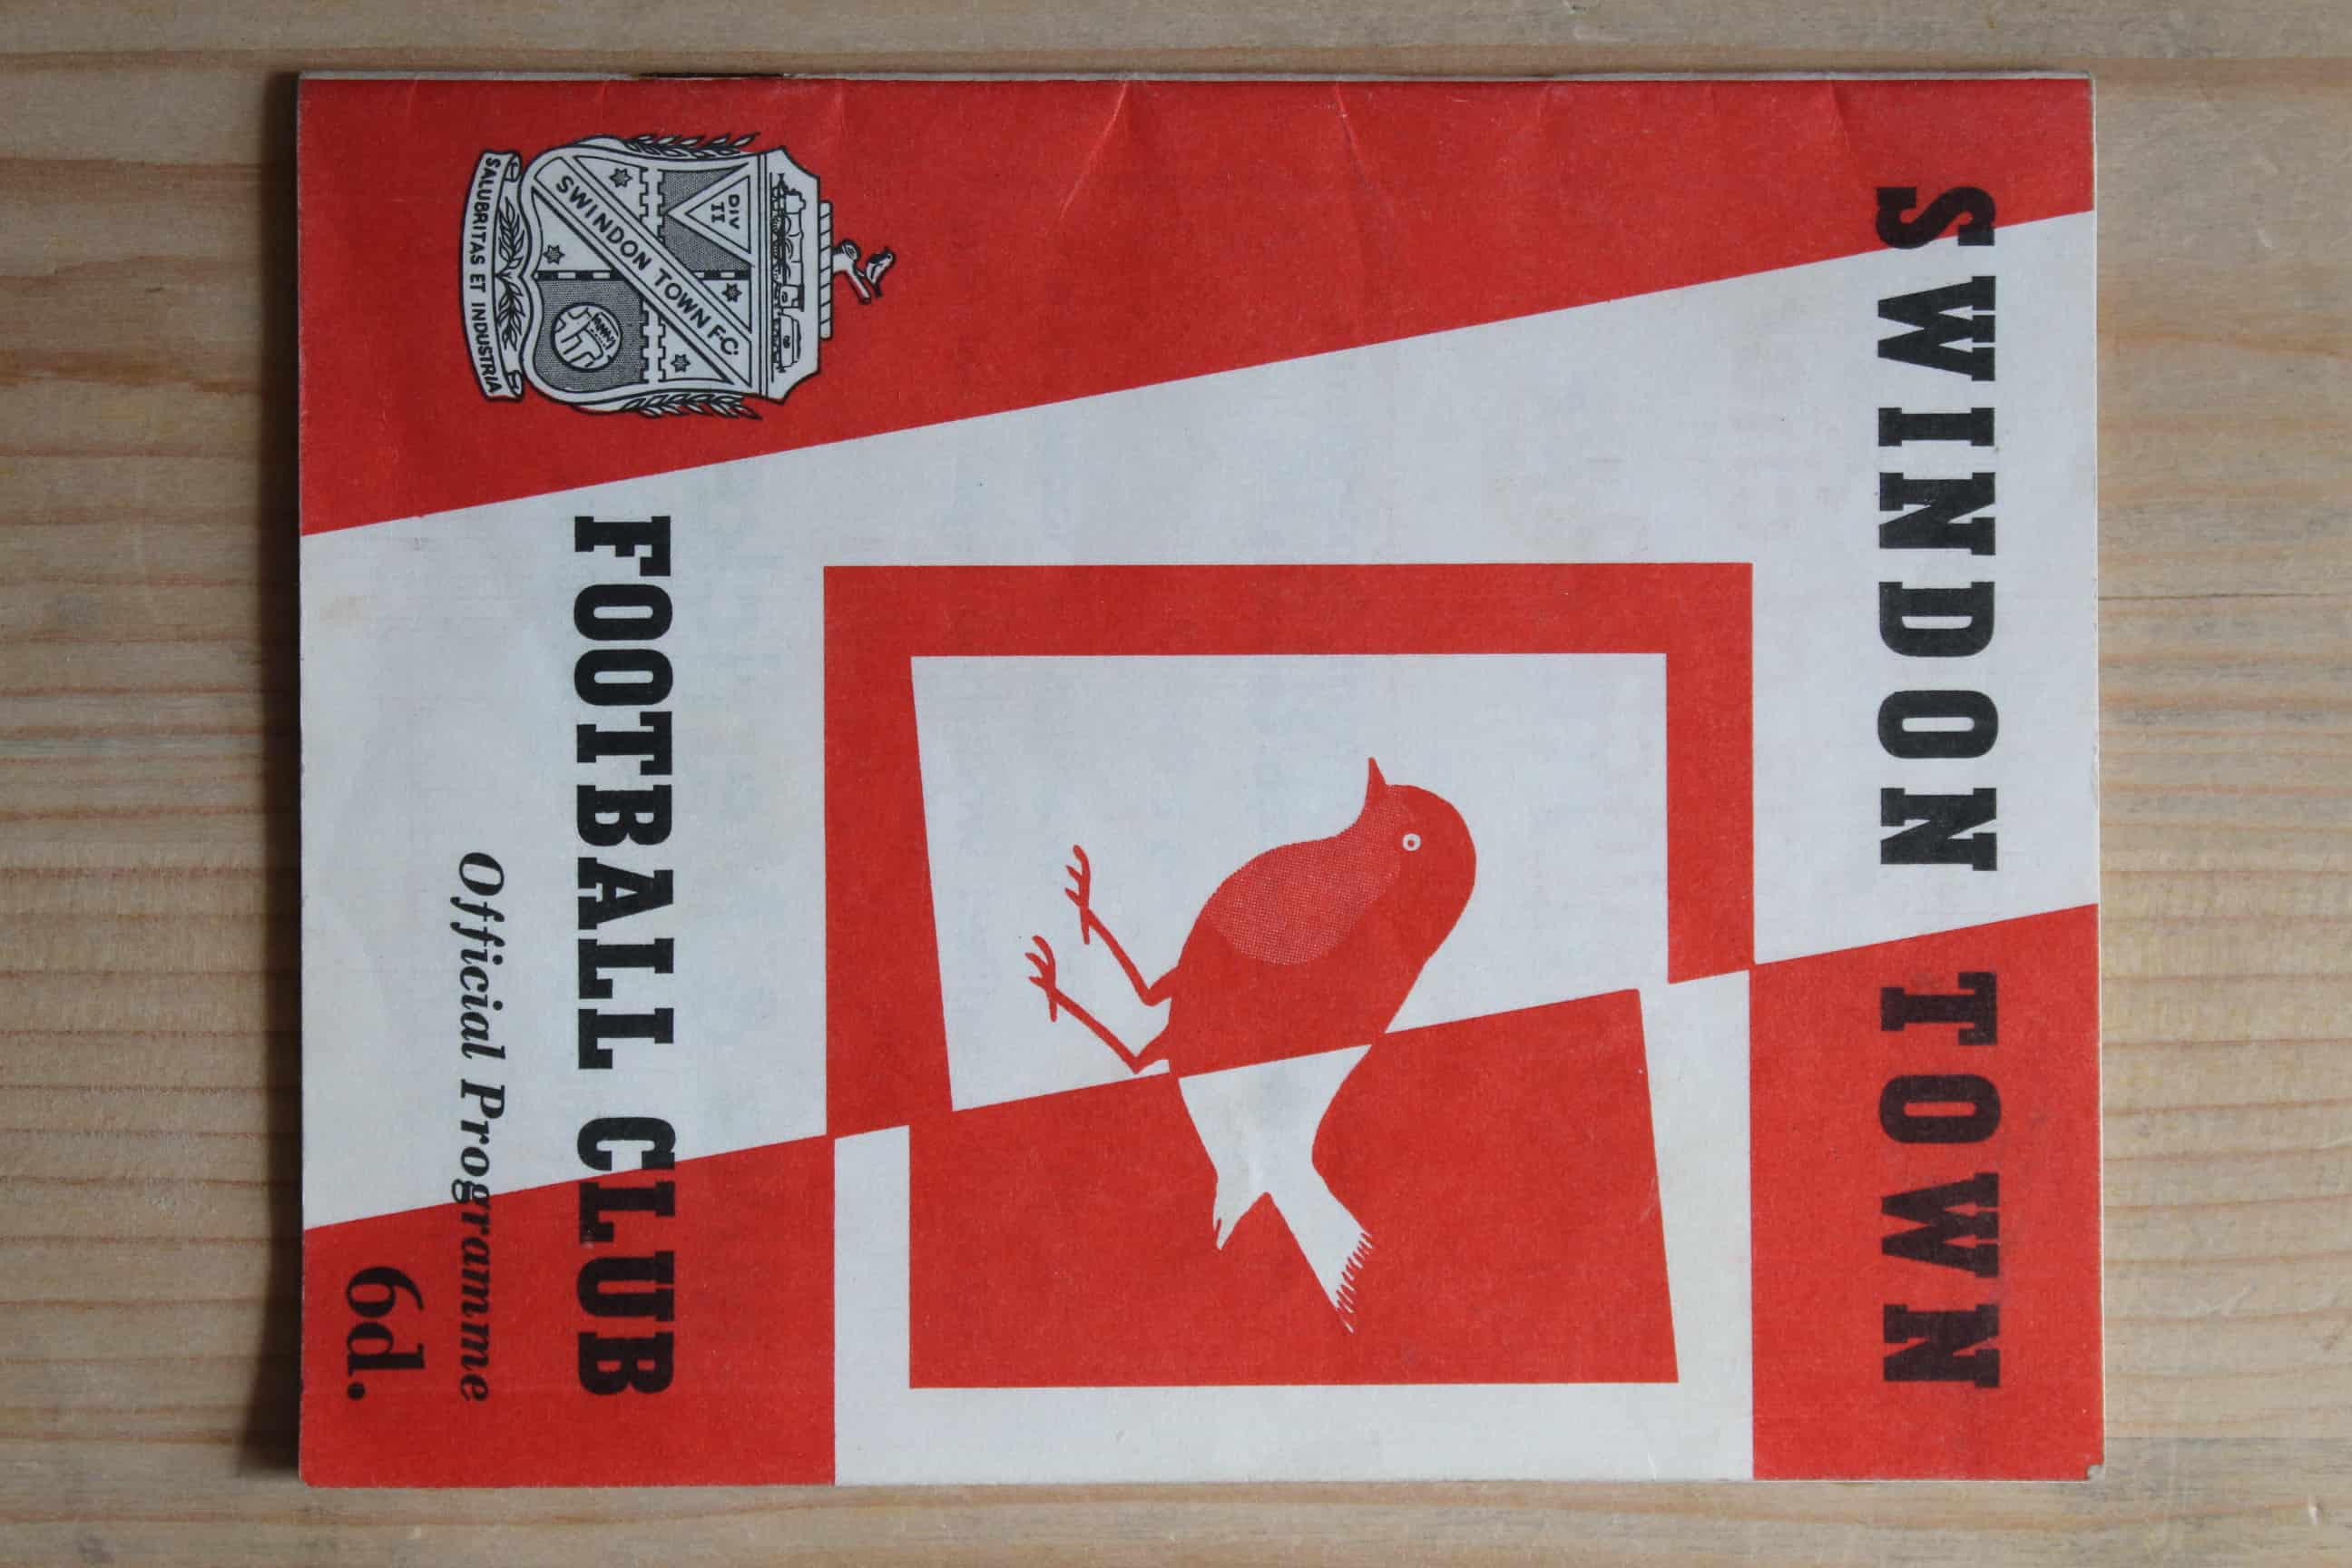 SWINDON TOWN
FOOTBALL CLUB
Official Programme
6d.
DIV
II
SWINDON TOWN F.C.
SALUBRITAS ET INDUSTRIA